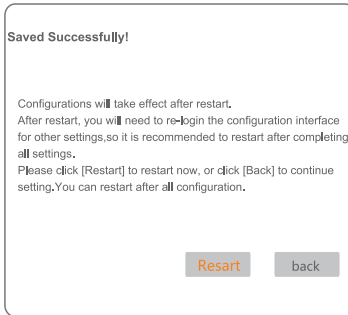 Saved Successfully!
Configurations will take effect after restart.
After restart, you will need to re-login the configuration interface
for other settings,so it is recommended to restart after completing
all settings.
Please click [Restart] to restart now, or click [Back] to continue
setting.You can restart after all configuration.
Resart
back